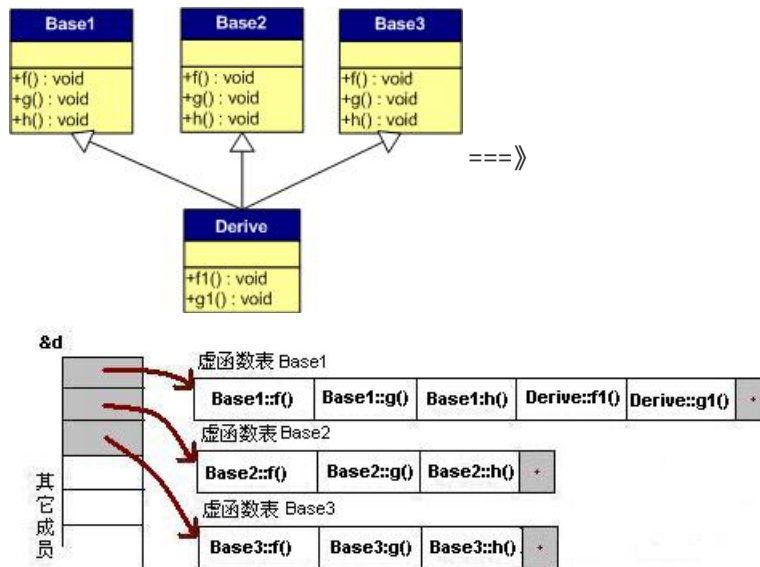 Base1
Base2
Base3
+f() : void
+g() : void
+h() : void
+f() : void
+g() : void
+h() : void
+f() : void
+g() : void
+h() : void
===》
Derive
+f1() : void
+g1() : void
&d
虚函数表 Base1
Base1::f() Base1::g() Base1:h() Derive::f1() Derive::g1()
虚函数表 Base2
Base2::f() Base2::g() Base2::h()
虚函数表 Base3
Base3::f() Base3:g() Base3::h()
其它成员